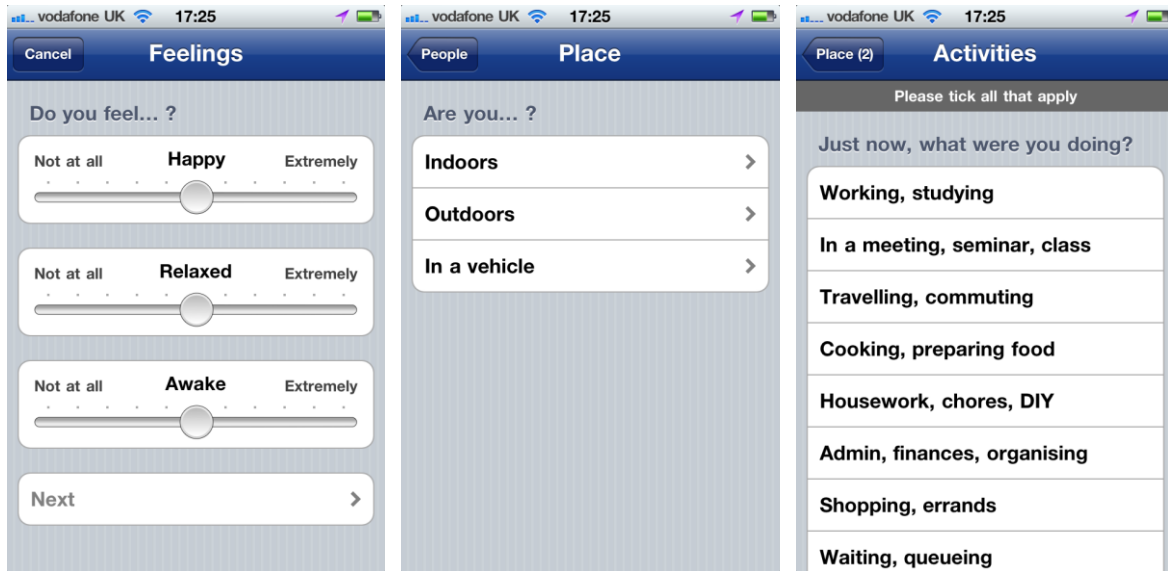 vodafone UK 17:25
Cancel Feelings
Do you feel... ?
Not at all Happy Extremely
Not at all Relaxed Extremely
Not at all Awake Extremely
Next
vodafone UK 17:25
People Place
Are you... ?
Indoors
Outdoors
In a vehicle
vodafone UK 17:25
Place (2) Activities
Please tick all that apply
Just now, what were you doing?
Working, studying
In a meeting, seminar, class
Travelling, commuting
Cooking, preparing food
Housework, chores, DIY
Admin, finances, organising
Shopping, errands
Waiting, queueing